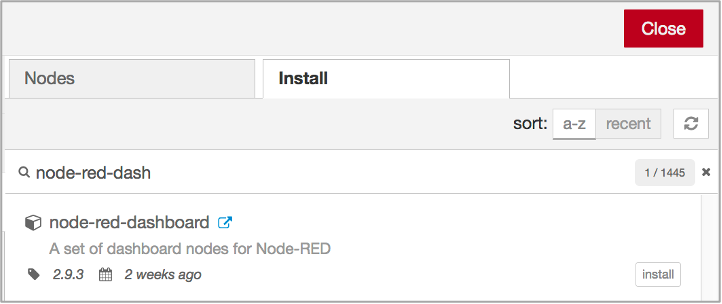 Close
Nodes
Install
sort: a-z recent
node-red-dash
1 / 1445
node-red-dashboard
A set of dashboard nodes for Node-RED
2.9.3 2 weeks ago
install